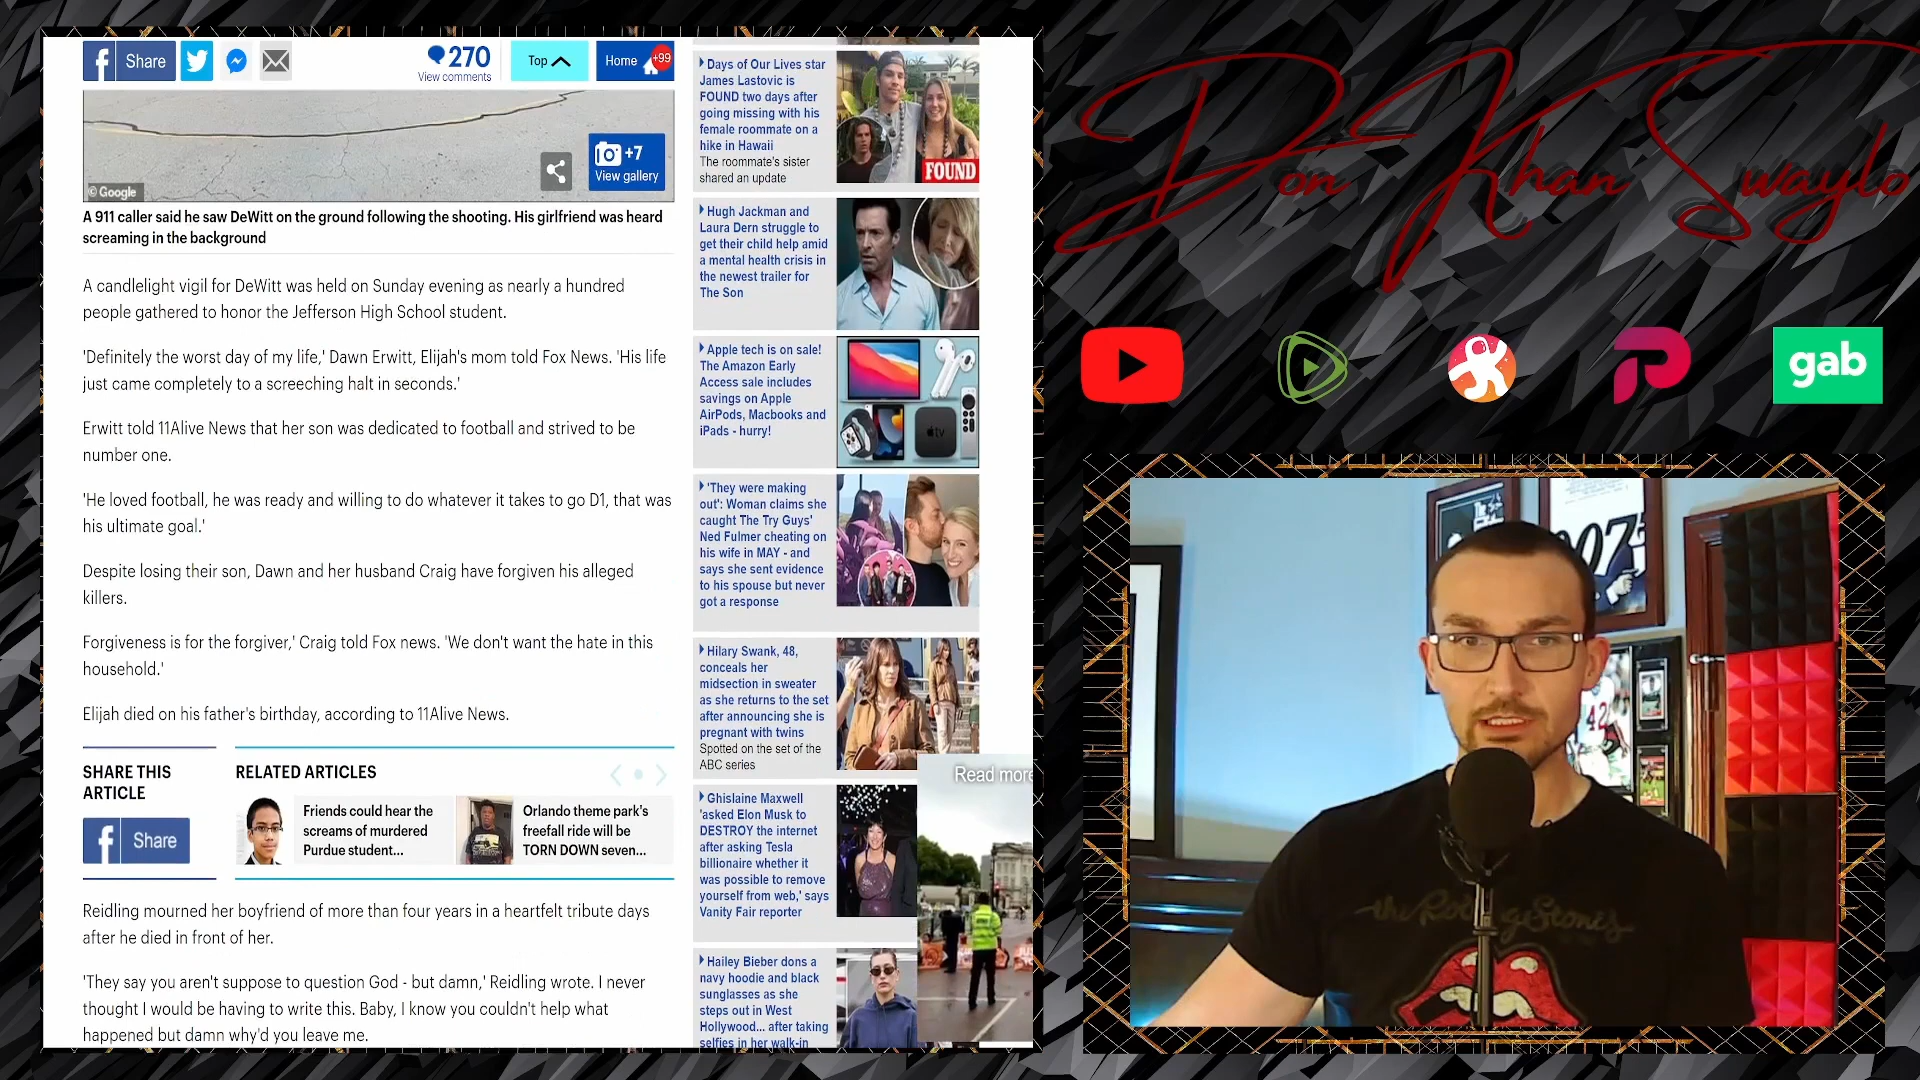 Share
270
View comments
Top
Home
+99
+7
View gallery
© Google
A 911 caller said he saw DeWitt on the ground following the shooting. His girlfriend was heard
screaming in the background
A candlelight vigil for DeWitt was held on Sunday evening as nearly a hundred
people gathered to honor the Jefferson High School student.
'Definitely the worst day of my life,' Dawn Erwitt, Elijah's mom told Fox News. 'His life
just came completely to a screeching halt in seconds.'
Erwitt told 11Alive News that her son was dedicated to football and strived to be
number one.
'He loved football, he was ready and willing to do whatever it takes to go D1, that was
his ultimate goal.'
Despite losing their son, Dawn and her husband Craig have forgiven his alleged
killers.
Forgiveness is for the forgiver,' Craig told Fox news. 'We don't want the hate in this
household.'
Elijah died on his father's birthday, according to 11Alive News.
SHARE THIS
ARTICLE
Share
RELATED ARTICLES
Friends could hear the
screams of murdered
Purdue student...
Orlando theme park's
freefall ride will be
TORN DOWN seven...
Reidling mourned her boyfriend of more than four years in a heartfelt tribute days
after he died in front of her.
'They say you aren't suppose to question God - but damn,' Reidling wrote. I never
thought I would be having to write this. Baby, I know you couldn't help what
happened but damn why'd you leave me.
Days of Our Lives star
James Lastovic is
FOUND two days after
going missing with his
female roommate on a
hike in Hawaii
The roommate's sister
shared an update
FOUND
Hugh Jackman and
Laura Dern struggle to
get their child help amid
a mental health crisis in
the newest trailer for
The Son
Apple tech is on sale!
The Amazon Early
Access sale includes
savings on Apple
AirPods, Macbooks and
iPads - hurry!
tv
'They were making
out': Woman claims she
caught The Try Guys'
Ned Fulmer cheating on
his wife in MAY - and
says she sent evidence
to his spouse but never
got a response
Hilary Swank, 48,
conceals her
midsection in sweater
as she returns to the set
after announcing she is
pregnant with twins
Spotted on the set of the
ABC series
Ghislaine Maxwell
'asked Elon Musk to
DESTROY the internet
after asking Tesla
billionaire whether it
was possible to remove
yourself from web,' says
Vanity Fair reporter
Hailey Bieber dons a
navy hoodie and black
sunglasses as she
steps out in West
Hollywood... after taking
selfies in her walk-in
Read more
Don Khan Swaylo
gab
007
42
the Rolling Stones